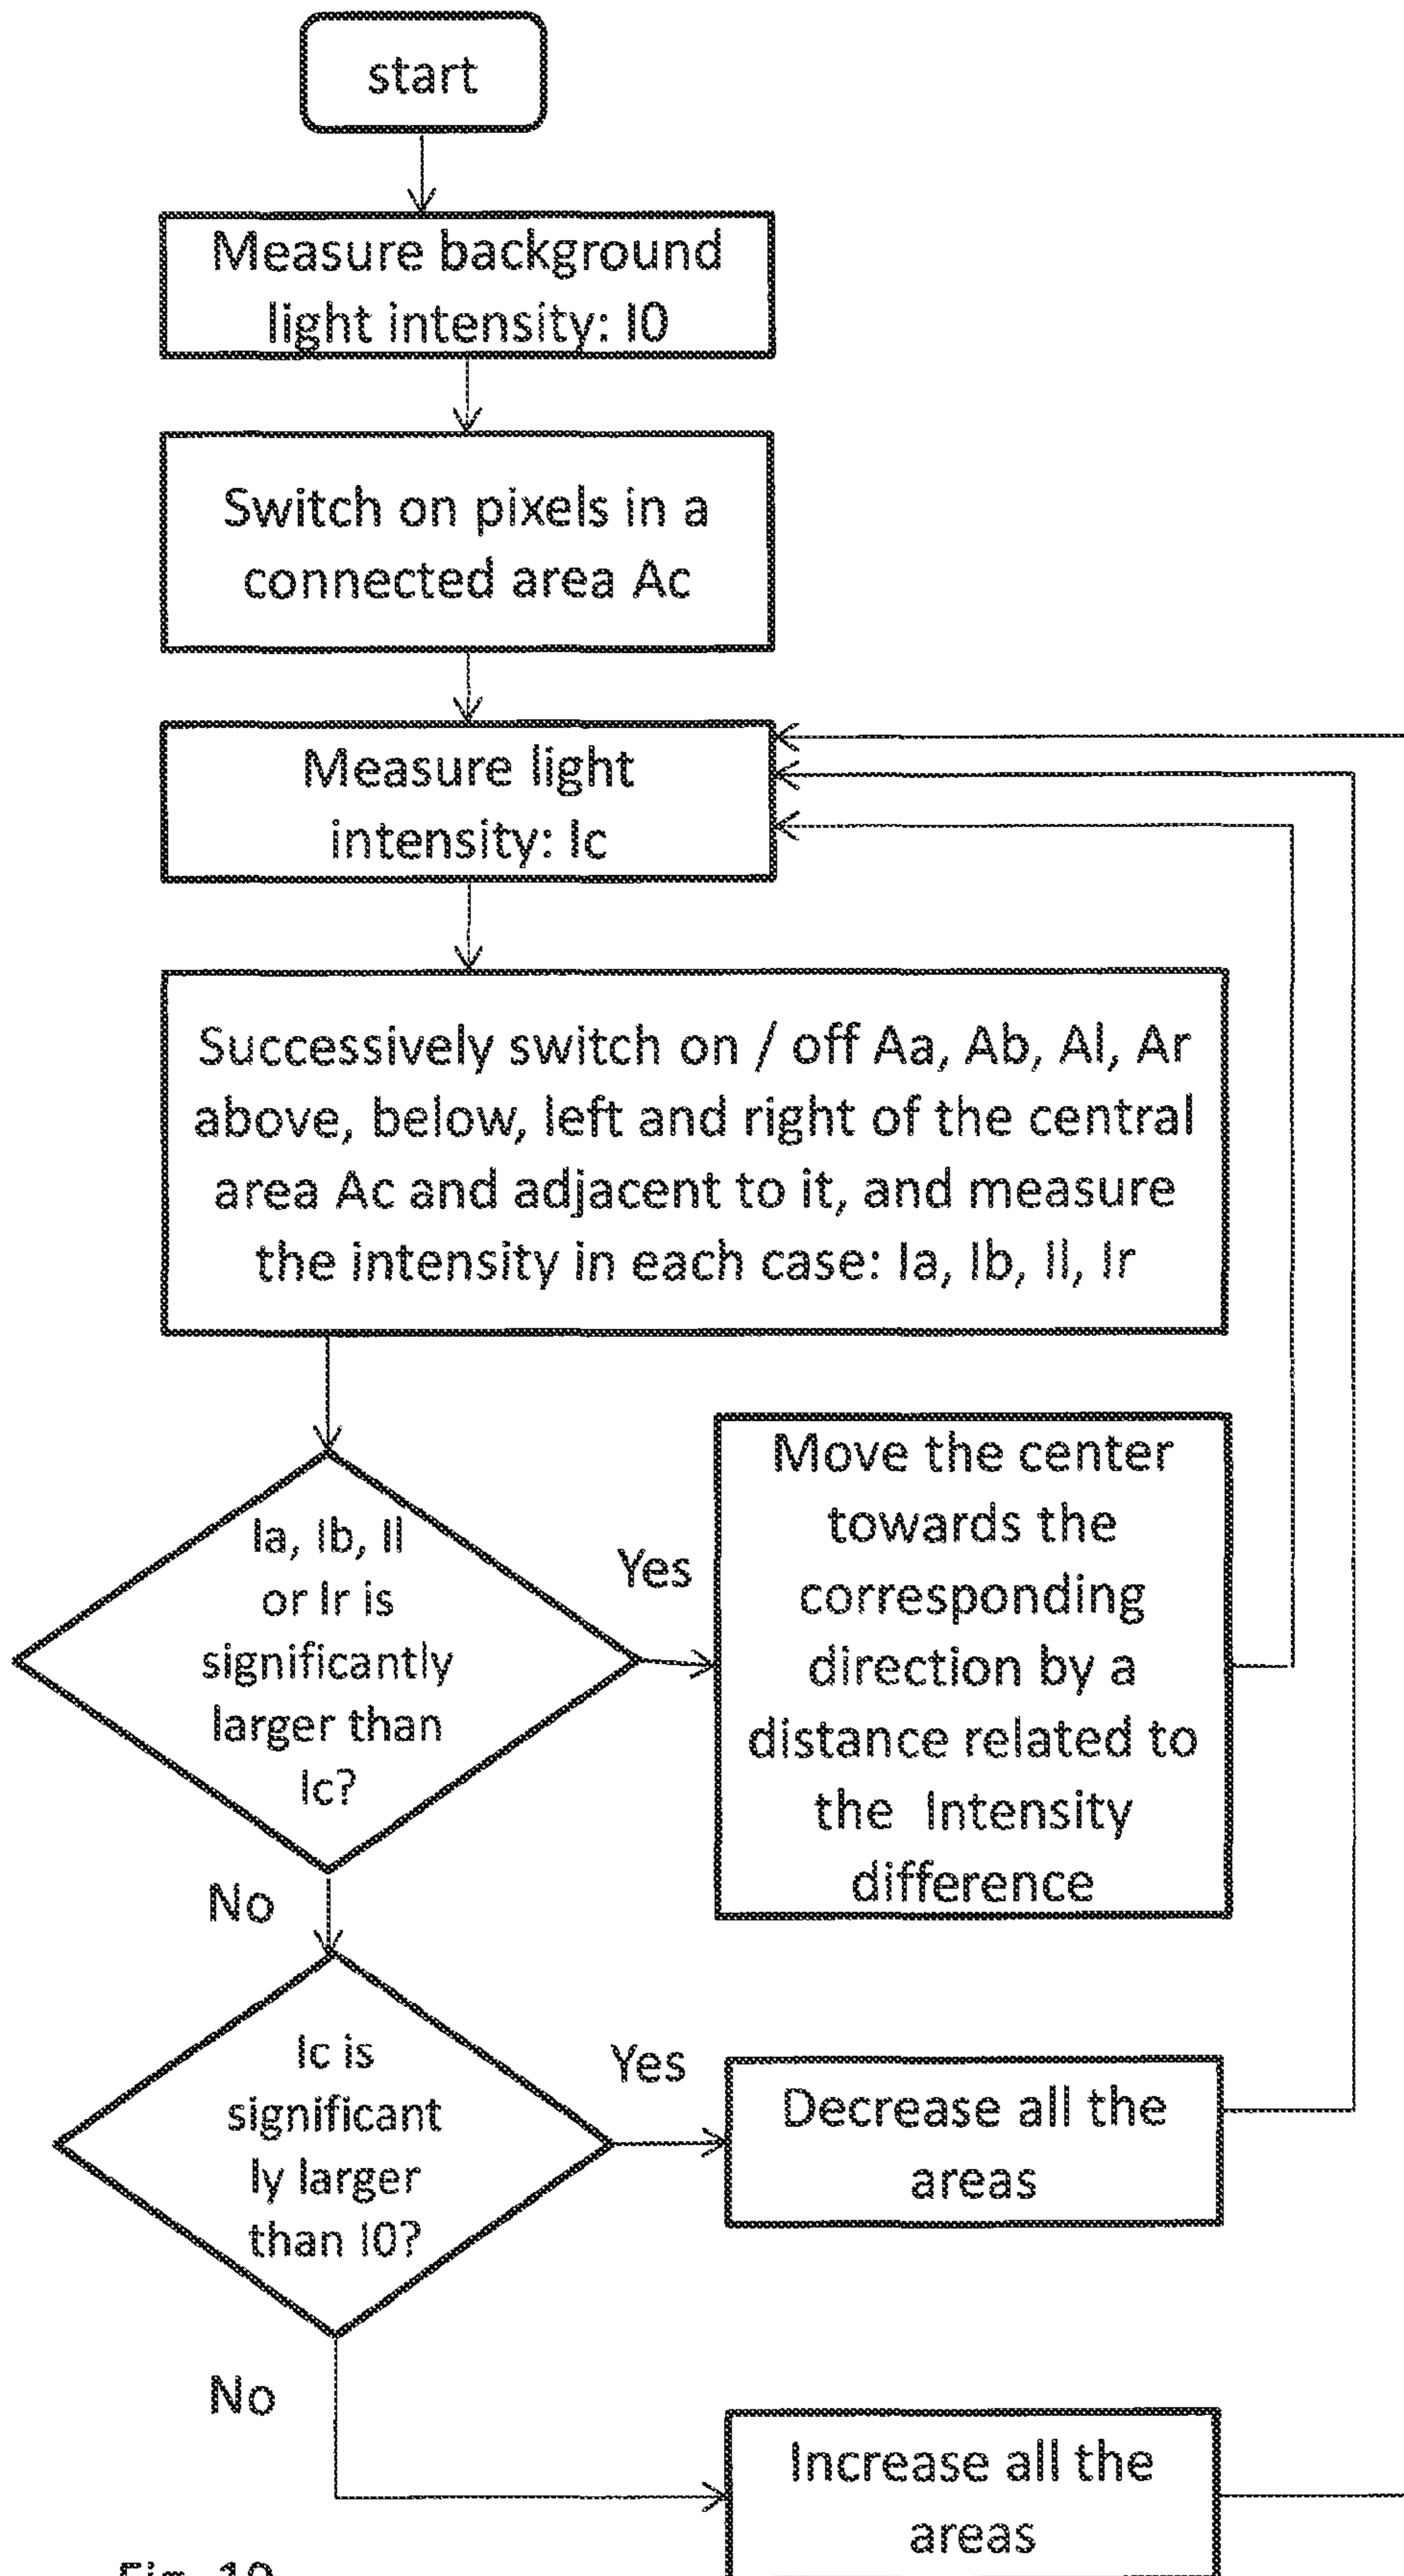 start
Measure background
light intensity: I0
Switch on pixels in a
connected area Ac
Measure light
intensity: Ic
Successively switch on / off Aa, Ab, Al, Ar
above, below, left and right of the central
area Ac and adjacent to it, and measure
the intensity in each case: Ia, Ib, Il, Ir
Ia, Ib, Il
or Ir is
significantly
larger than
Ic?
Yes
Move the center
towards the
corresponding
direction by a
distance related to
the Intensity
difference
No
Ic is
significant
ly larger
than I0?
Yes
Decrease all the
areas
No
Increase all the
areas